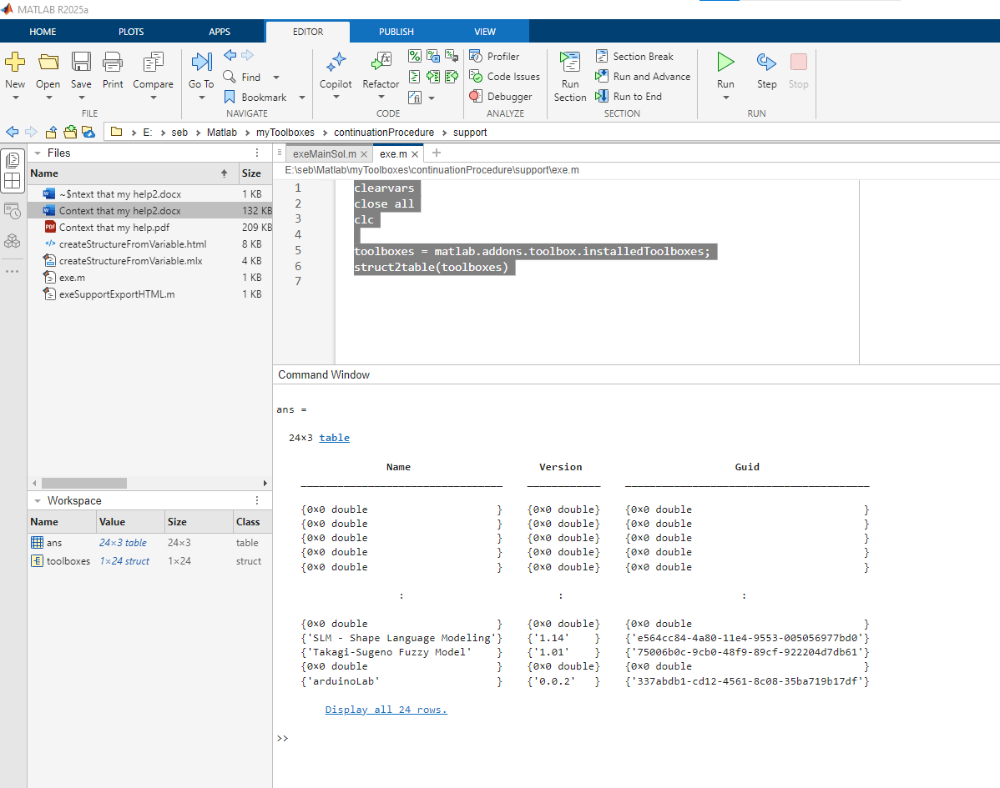 MATLAB R2025a
HOME PLOTS APPS EDITOR PUBLISH VIEW
New Open Save Print Compare Go To Find Bookmark Copilot Refactor Profiler Code Issues Debugger Run Section Section Break Run and Advance Run to End Run Step Stop
FILE NAVIGATE CODE ANALYZE SECTION RUN
E: seb Matlab myToolboxes continuationProcedure support
Files
Name Size
~$ntext that my help2.docx 1 KB
Context that my help2.docx 132 KB
Context that my help.pdf 209 KB
createStructureFromVariable.html 8 KB
createStructureFromVariable.mlx 4 KB
exe.m 1 KB
exeSupportExportHTML.m 1 KB
Workspace
Name Value Size Class
ans 24×3 table 24×3 table
toolboxes 1×24 struct 1×24 struct
exeMainSol.m exe.m
E:\seb\Matlab\myToolboxes\continuationProcedure\support\exe.m
1 clearvars
2 close all
3 clc
4
5 toolboxes = matlab.addons.toolbox.installedToolboxes;
6 struct2table(toolboxes)
7
Command Window
ans =
24×3 table
Name Version Guid
{0×0 double } {0×0 double} {0×0 double }
{0×0 double } {0×0 double} {0×0 double }
{0×0 double } {0×0 double} {0×0 double }
{0×0 double } {0×0 double} {0×0 double }
{0×0 double } {0×0 double} {0×0 double }
: : :
{0×0 double } {0×0 double} {0×0 double }
{'SLM - Shape Language Modeling'} {'1.14' } {'e564cc84-4a80-11e4-9553-005056977bd0'}
{'Takagi-Sugeno Fuzzy Model' } {'1.01' } {'75006b0c-9cb0-48f9-89cf-922204d7db61'}
{0×0 double } {0×0 double} {0×0 double }
{'arduinoLab' } {'0.0.2' } {'337abdb1-cd12-4561-8c08-35ba719b17df'}
Display all 24 rows.
>>